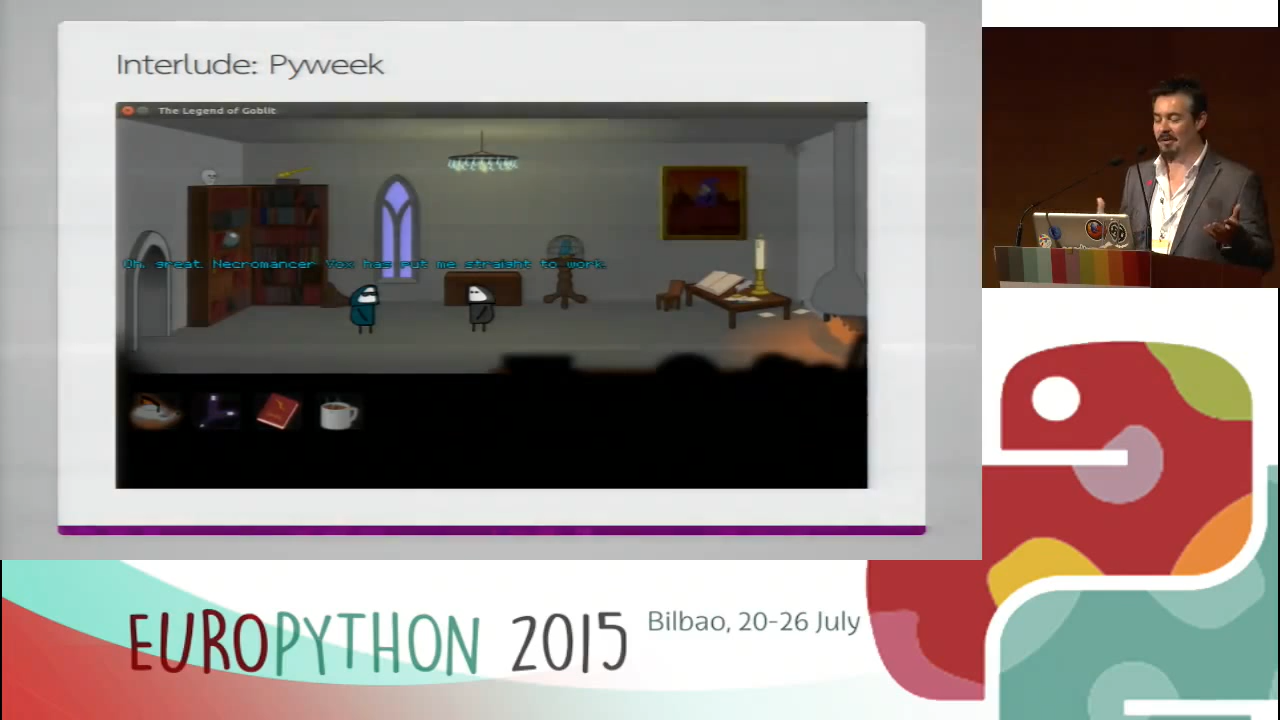 Interlude: Pyweek
The Legend of Goblit
Oh, great. Necromancer Vox has put me straight to work.
EUROPYTHON 2015
Bilbao, 20-26 July